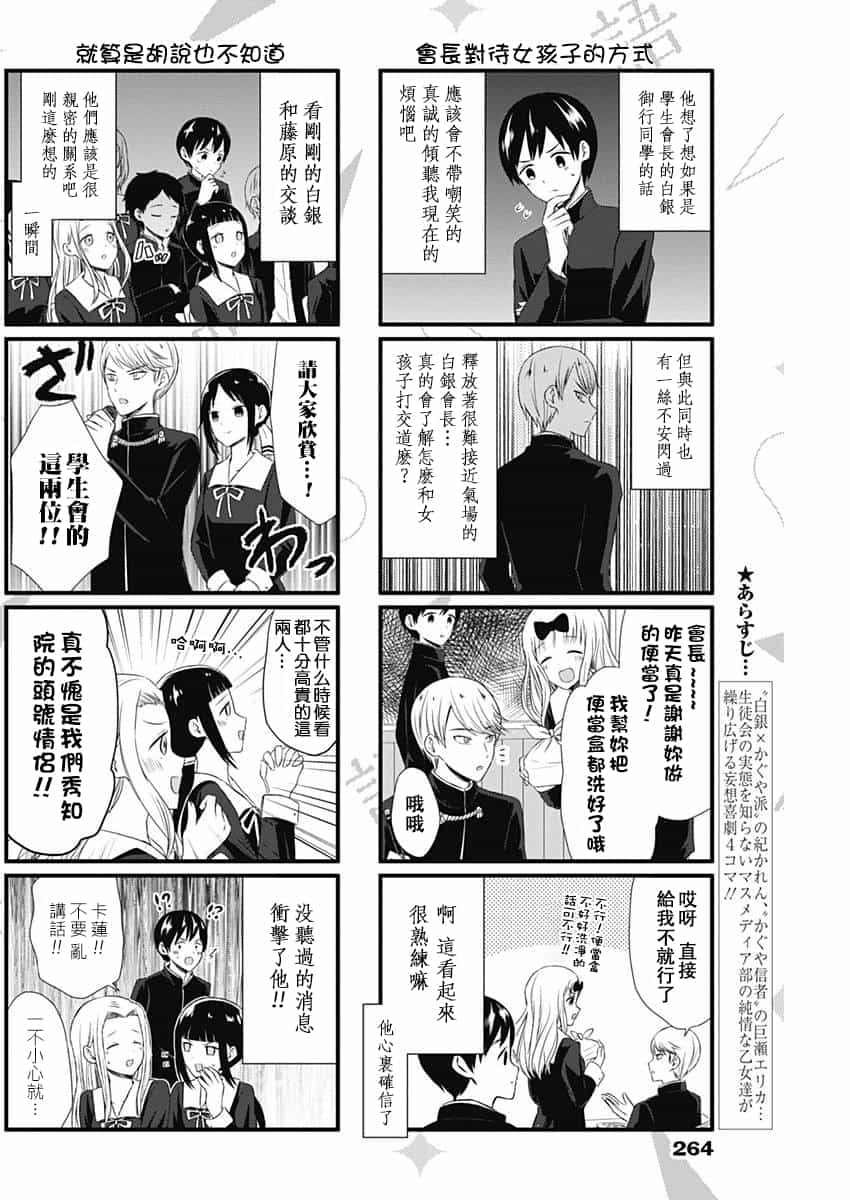 會長對待女孩子的方式
他想了想如果是
學生會長的白銀
御行同學的話
應該會不帶嘲笑的
真誠的傾聽我現在的
煩惱吧
但與此同時也
有一絲不安閃過
釋放著很難接近氣場的
白銀會長…
真的會了解怎麼和女
孩子打交道麼？
會長~~~~
昨天真是謝謝妳做
的便當了！
我幫妳把
便當盒都洗好了哦
哦哦
哎呀 直接
給我不就行了
不行！便當盒
不好好洗淨的
話可不行！！
啊 這看起來
很熟練嘛
他心裏確信了
就算是胡說也不知道
看剛剛的白銀
和藤原的交談
他們應該是很
親密的關系吧
剛這麽想的
一瞬間
請大家欣賞…！
學生會的
這兩位！！
ざっ
わっ
不管什么時候看
都十分高貴的這
兩人…
哈啊啊…
真不愧是我們秀知
院的頭號情侶！！
没聽過的消息
衝擊了他！！
!?
!?
卡蓮！！
不要亂
講話！！
一不小心就…
★あらすじ…
〝白銀×かぐや派〟の紀かれん、〝かぐや信者〟の巨瀬エリカ…
生徒会の実態を知らないマスメディア部の純情な乙女達が
繰り広げる妄想喜劇4コマ!!
264
語